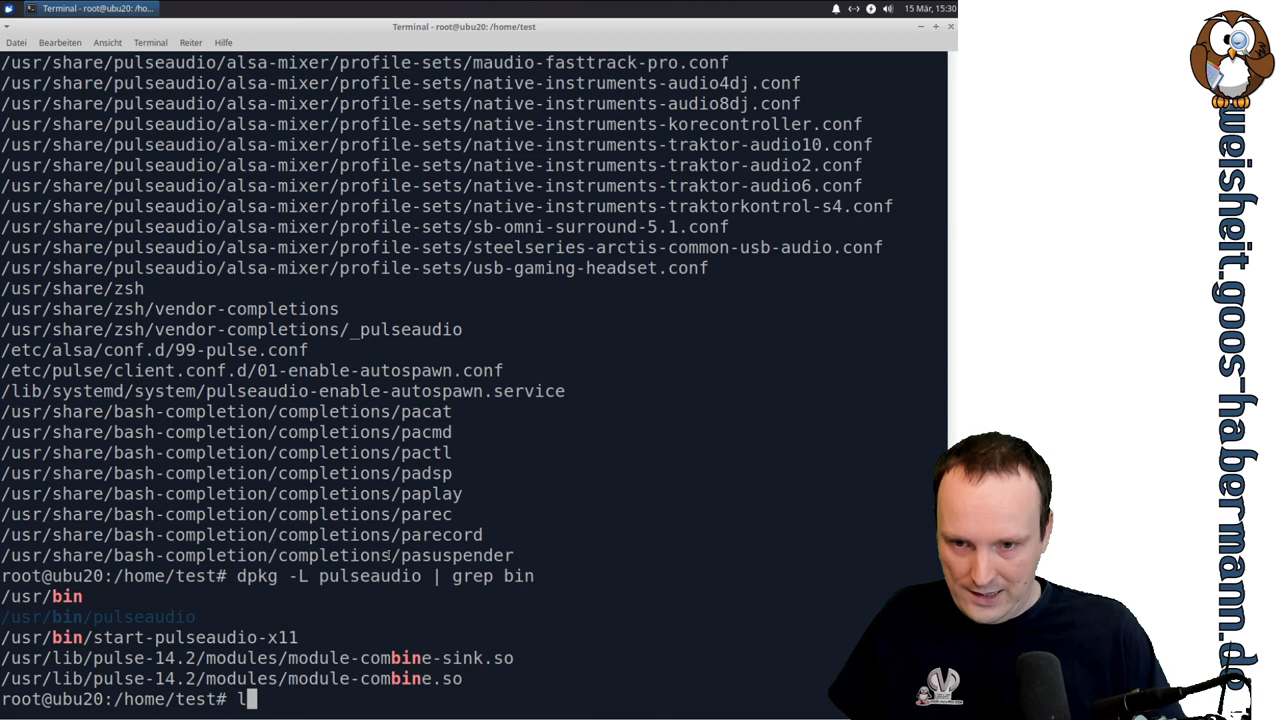 Terminal - root@ubu20: /ho...
15 Mär, 15:30
Terminal - root@ubu20: /home/test
Datei Bearbeiten Ansicht Terminal Reiter Hilfe
/usr/share/pulseaudio/alsa-mixer/profile-sets/maudio-fasttrack-pro.conf
/usr/share/pulseaudio/alsa-mixer/profile-sets/native-instruments-audio4dj.conf
/usr/share/pulseaudio/alsa-mixer/profile-sets/native-instruments-audio8dj.conf
/usr/share/pulseaudio/alsa-mixer/profile-sets/native-instruments-korecontroller.conf
/usr/share/pulseaudio/alsa-mixer/profile-sets/native-instruments-traktor-audio10.conf
/usr/share/pulseaudio/alsa-mixer/profile-sets/native-instruments-traktor-audio2.conf
/usr/share/pulseaudio/alsa-mixer/profile-sets/native-instruments-traktor-audio6.conf
/usr/share/pulseaudio/alsa-mixer/profile-sets/native-instruments-traktorkontrol-s4.conf
/usr/share/pulseaudio/alsa-mixer/profile-sets/sb-omni-surround-5.1.conf
/usr/share/pulseaudio/alsa-mixer/profile-sets/steelseries-arctis-common-usb-audio.conf
/usr/share/pulseaudio/alsa-mixer/profile-sets/usb-gaming-headset.conf
/usr/share/zsh
/usr/share/zsh/vendor-completions
/usr/share/zsh/vendor-completions/_pulseaudio
/etc/alsa/conf.d/99-pulse.conf
/etc/pulse/client.conf.d/01-enable-autospawn.conf
/lib/systemd/system/pulseaudio-enable-autospawn.service
/usr/share/bash-completion/completions/pacat
/usr/share/bash-completion/completions/pacmd
/usr/share/bash-completion/completions/pactl
/usr/share/bash-completion/completions/padsp
/usr/share/bash-completion/completions/paplay
/usr/share/bash-completion/completions/parec
/usr/share/bash-completion/completions/parecord
/usr/share/bash-completion/completions/pasuspender
root@ubu20:/home/test# dpkg -L pulseaudio | grep bin
/usr/bin
/usr/bin/pulseaudio
/usr/bin/start-pulseaudio-x11
/usr/lib/pulse-14.2/modules/module-combine-sink.so
/usr/lib/pulse-14.2/modules/module-combine.so
root@ubu20:/home/test# l
weisheit.goos-habermann.de